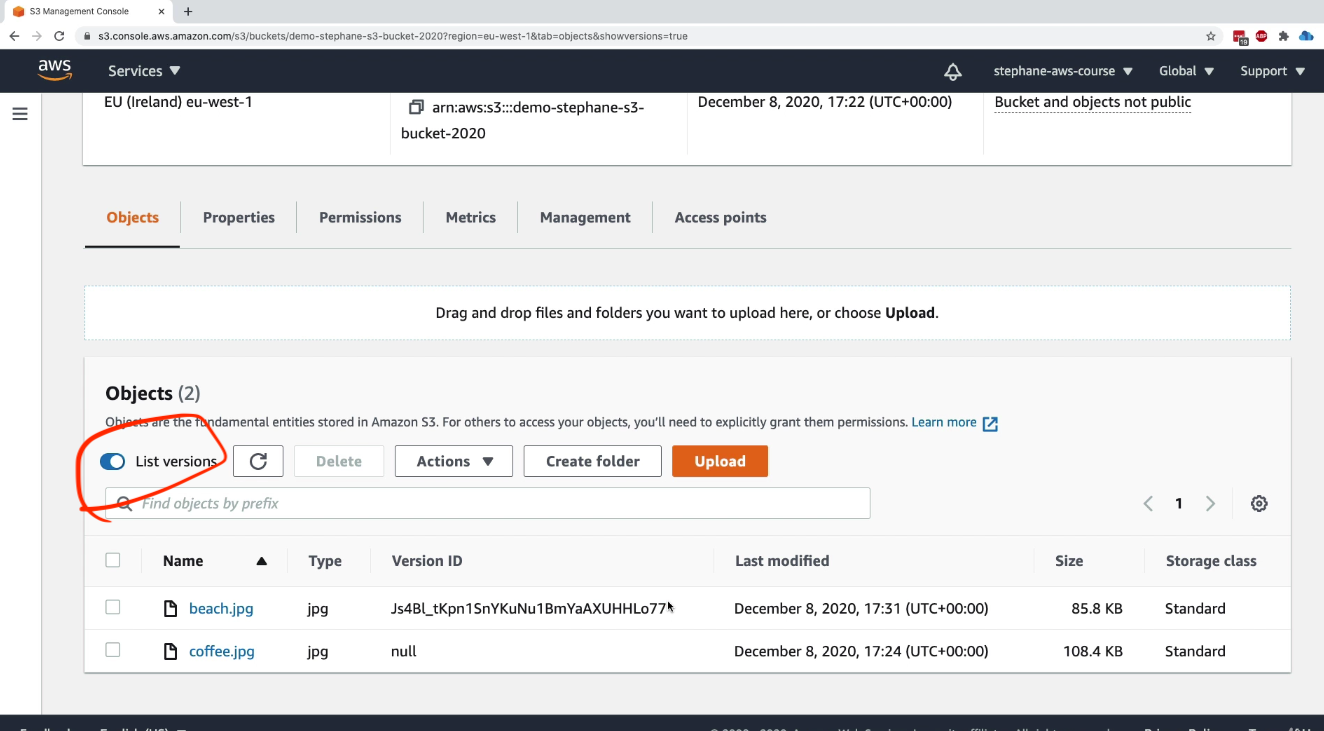 S3 Management Console
s3.console.aws.amazon.com/s3/buckets/demo-stephane-s3-bucket-2020?region=eu-west-1&tab=objects&showversions=true
19 ABP
aws Services stephane-aws-course Global Support
EU (Ireland) eu-west-1 arn:aws:s3:::demo-stephane-s3- December 8, 2020, 17:22 (UTC+00:00) Bucket and objects not public
bucket-2020
Objects Properties Permissions Metrics Management Access points
Drag and drop files and folders you want to upload here, or choose Upload.
Objects (2)
Objects are the fundamental entities stored in Amazon S3. For others to access your objects, you'll need to explicitly grant them permissions. Learn more
List versions Delete Actions Create folder Upload
Find objects by prefix 1
Name Type Version ID Last modified Size Storage class
beach.jpg jpg Js4Bl_tKpn1SnYKuNu1BmYaAXUHHLo77 December 8, 2020, 17:31 (UTC+00:00) 85.8 KB Standard
coffee.jpg jpg null December 8, 2020, 17:24 (UTC+00:00) 108.4 KB Standard